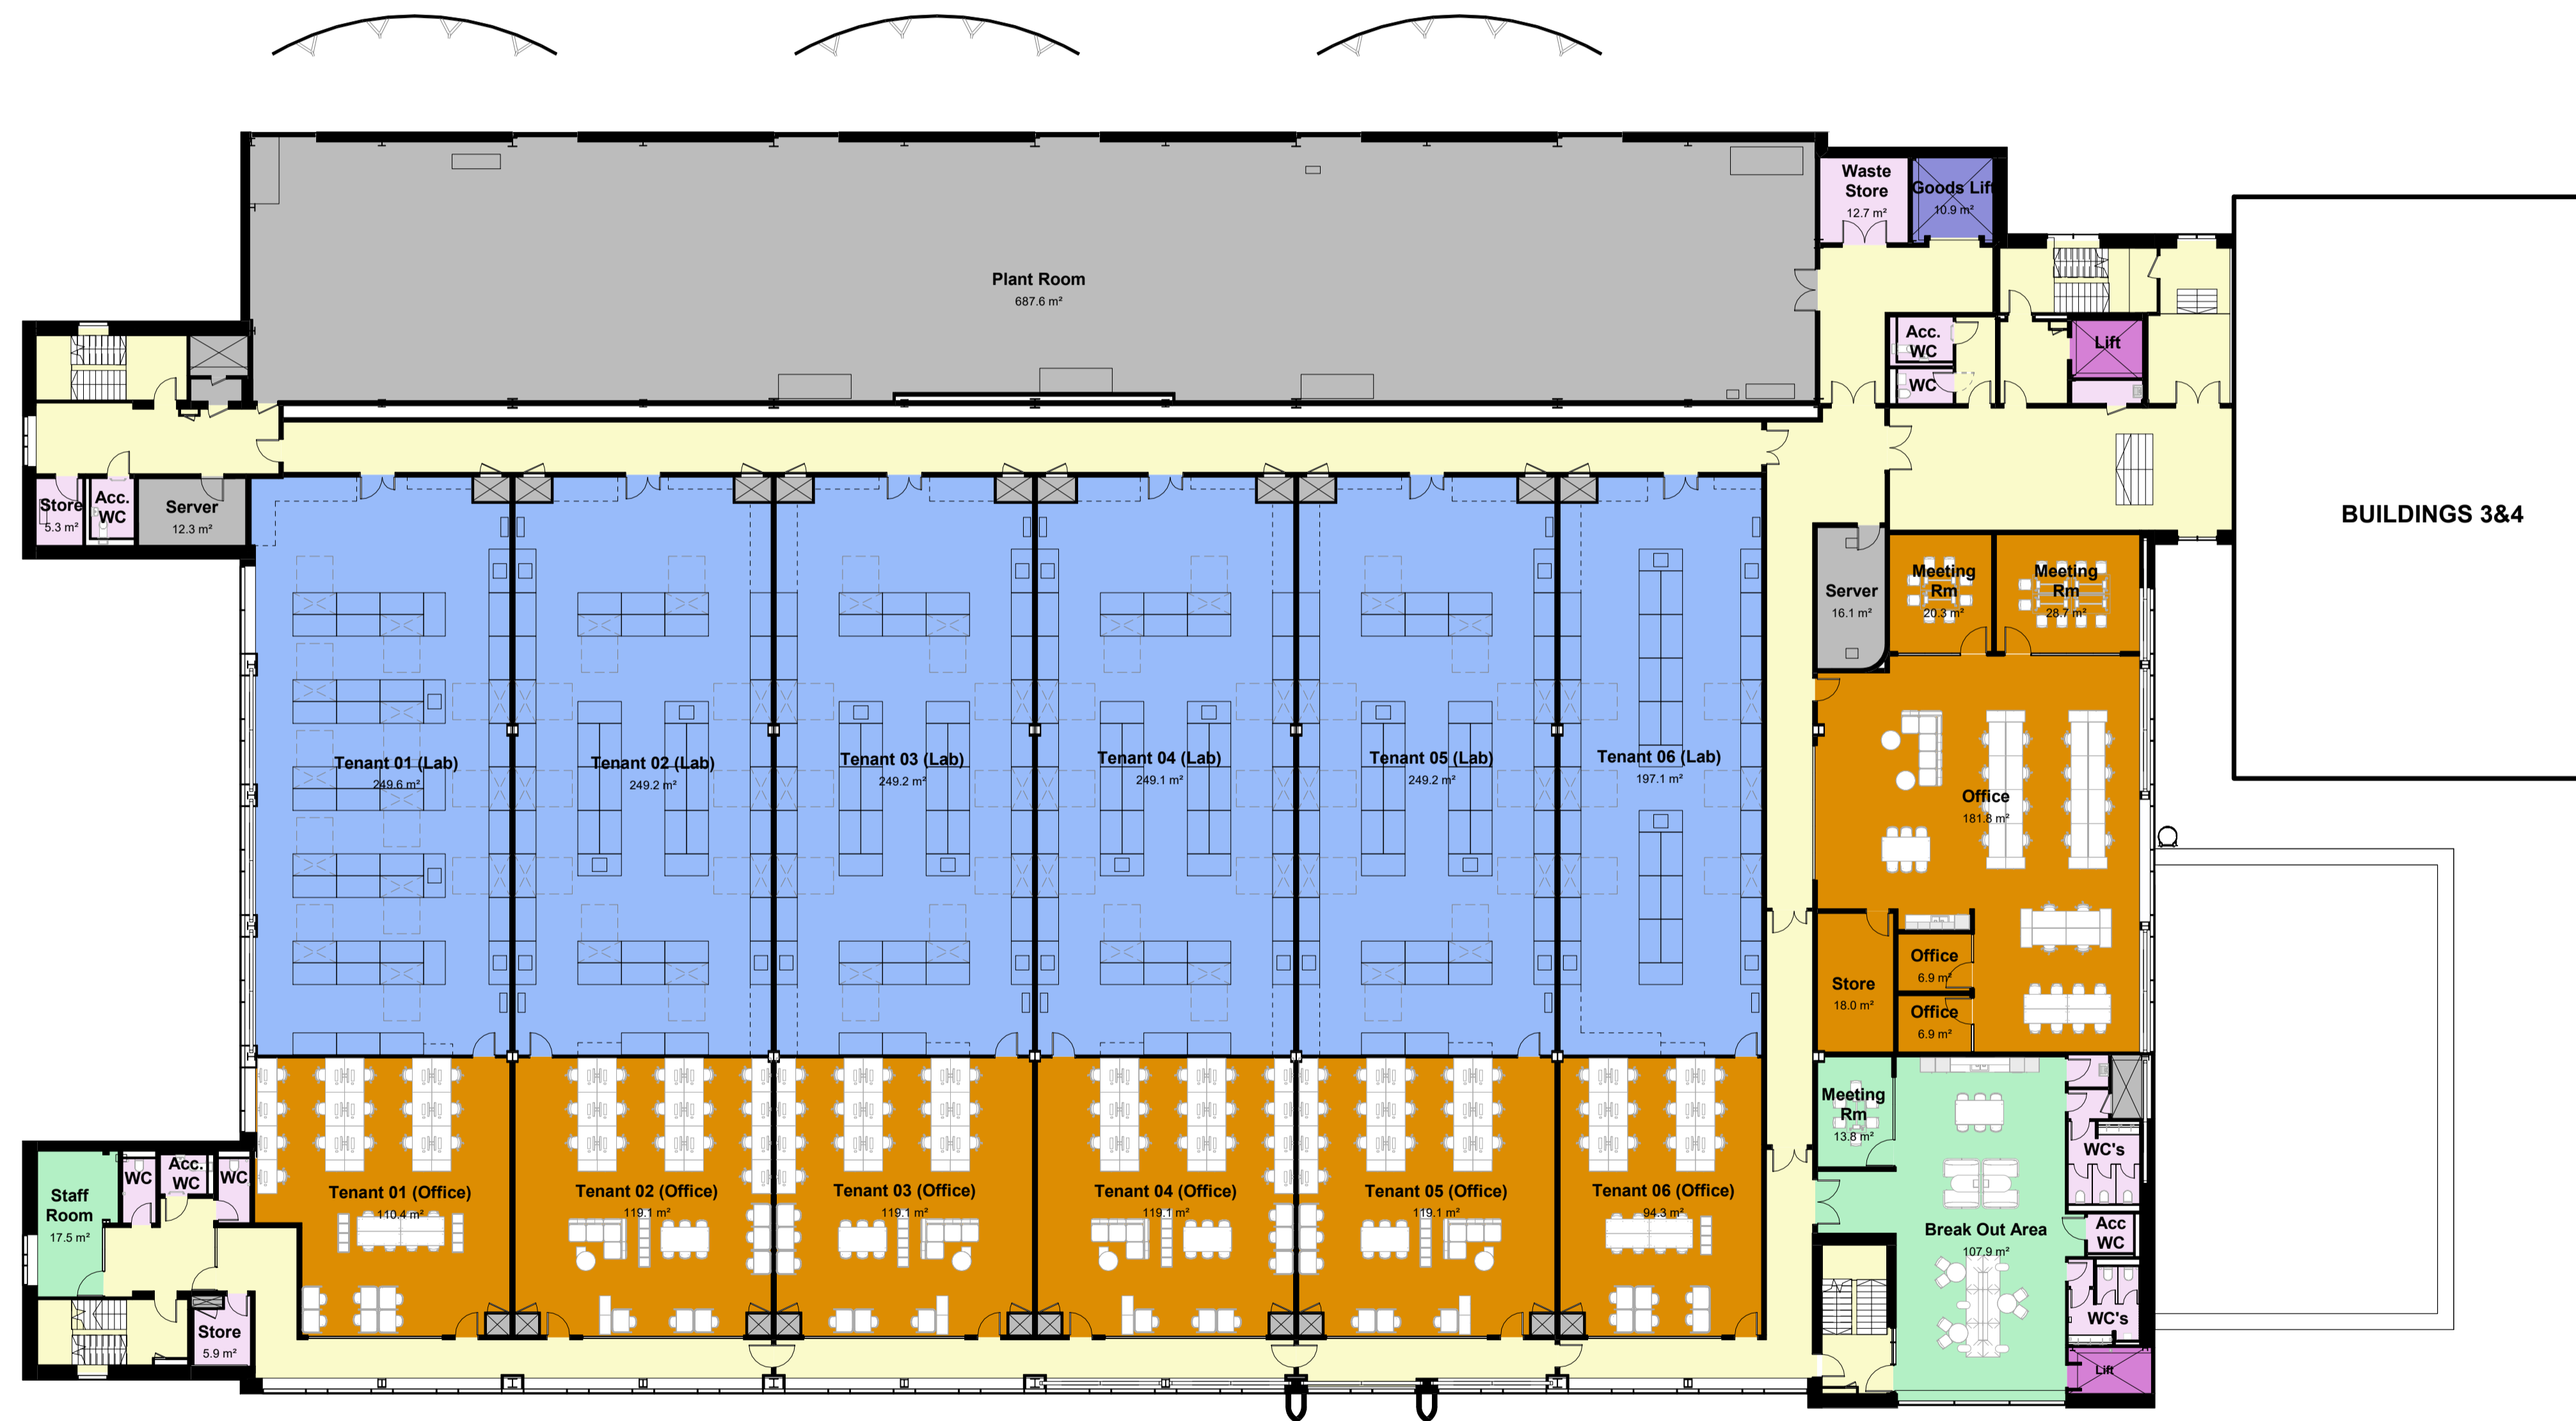 Waste
Store
12.7 m²
Goods Lift
10.9 m²
Plant Room
687.6 m²
Acc.
WC
WC
Lift
Store
5.3 m²
Acc.
WC
Server
12.3 m²
BUILDINGS 3&4
Server
16.1 m²
Meeting
Rm
20.3 m²
Meeting
Rm
28.7 m²
Tenant 01 (Lab)
249.6 m²
Tenant 02 (Lab)
249.2 m²
Tenant 03 (Lab)
249.2 m²
Tenant 04 (Lab)
249.1 m²
Tenant 05 (Lab)
249.2 m²
Tenant 06 (Lab)
197.1 m²
Office
181.8 m²
Store
18.0 m²
Office
6.9 m²
Office
6.9 m²
Meeting
Rm
13.8 m²
WC's
Staff
Room
17.5 m²
WC
Acc.
WC
WC
Tenant 01 (Office)
110.4 m²
Tenant 02 (Office)
119.1 m²
Tenant 03 (Office)
119.1 m²
Tenant 04 (Office)
119.1 m²
Tenant 05 (Office)
119.1 m²
Tenant 06 (Office)
94.3 m²
Break Out Area
107.9 m²
Acc
WC
WC's
Store
5.9 m²
Lift